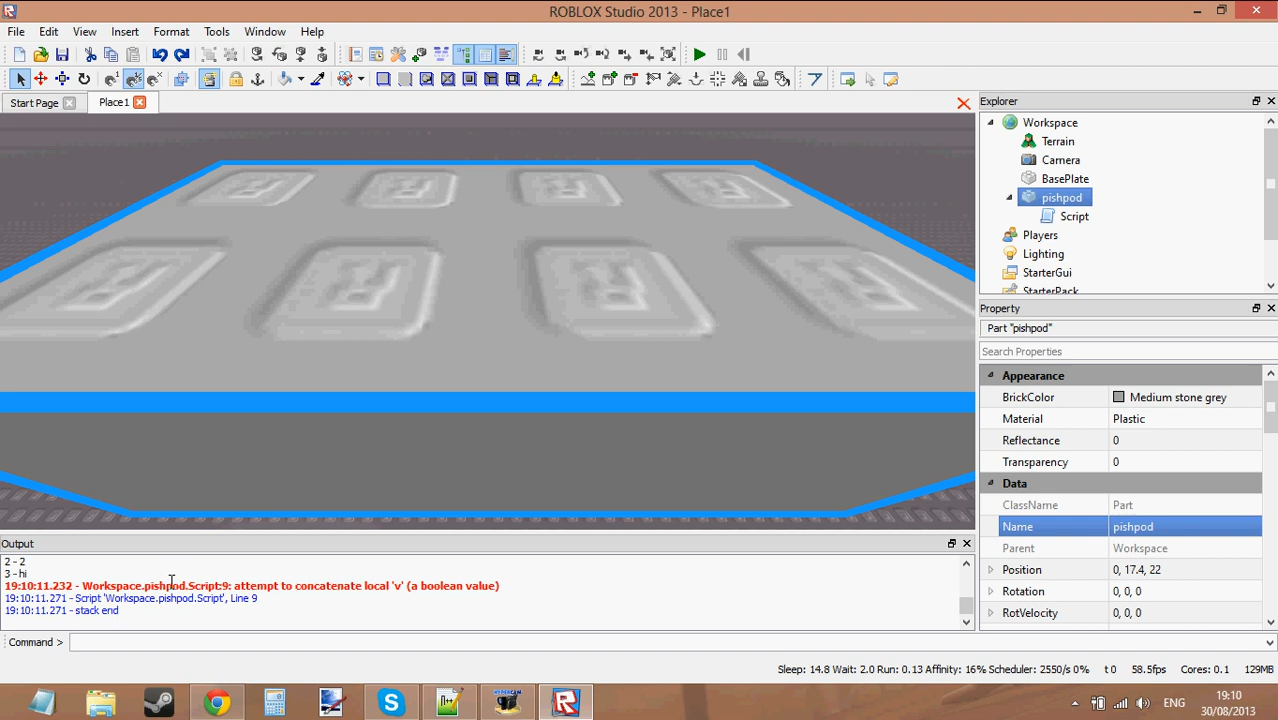 ROBLOX Studio 2013 - Place1
File Edit View Insert Format Tools Window Help
Start Page Place1
Explorer
Workspace
Terrain
Camera
BasePlate
pishpod
Script
Players
Lighting
StarterGui
StarterPack
Property
Part "pishpod"
Search Properties
Appearance
BrickColor Medium stone grey
Material Plastic
Reflectance 0
Transparency 0
Data
ClassName Part
Name pishpod
Parent Workspace
Position 0, 17.4, 22
Rotation 0, 0, 0
RotVelocity 0, 0, 0
Output
2 - 2
3 - hi
19:10:11.232 - Workspace.pishpod.Script:9: attempt to concatenate local 'v' (a boolean value)
19:10:11.271 - Script 'Workspace.pishpod.Script', Line 9
19:10:11.271 - stack end
Command >
Sleep: 14.8 Wait: 2.0 Run: 0.13 Affinity: 16% Scheduler: 2550/s 0% t 0 58.5fps Cores: 0.1 129MB
ENG
19:10
30/08/2013